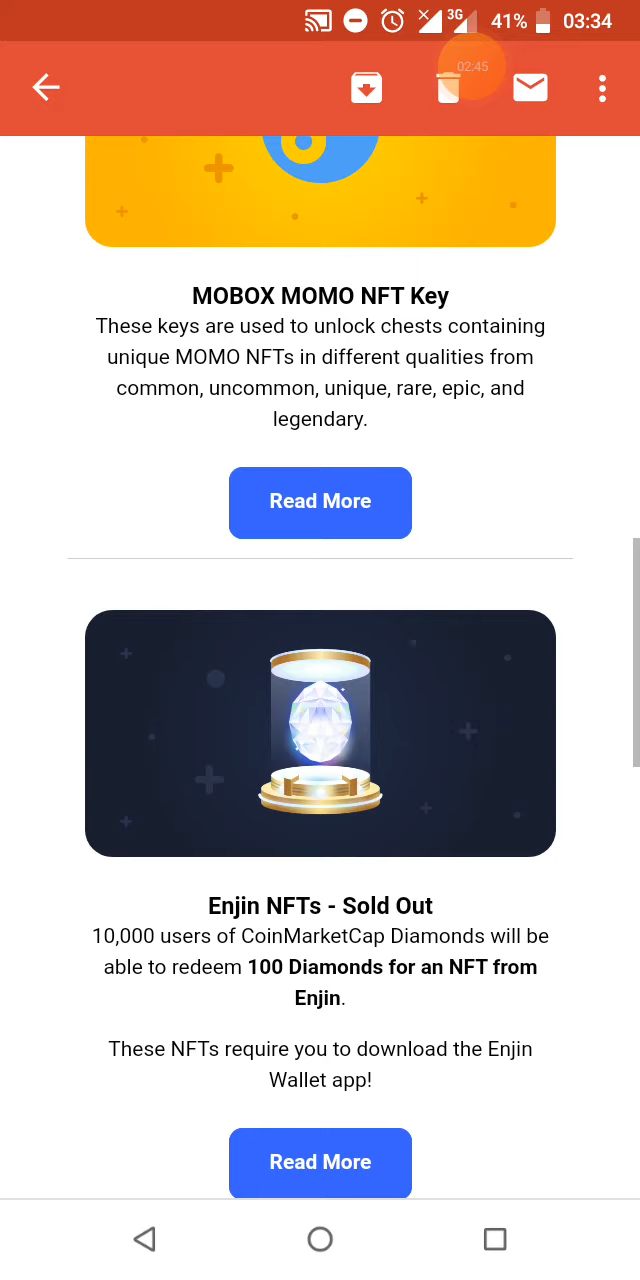 3G 41% 03:34
02:45
MOBOX MOMO NFT Key
These keys are used to unlock chests containing
unique MOMO NFTs in different qualities from
common, uncommon, unique, rare, epic, and
legendary.
Read More
Enjin NFTs - Sold Out
10,000 users of CoinMarketCap Diamonds will be
able to redeem 100 Diamonds for an NFT from
Enjin.
These NFTs require you to download the Enjin
Wallet app!
Read More